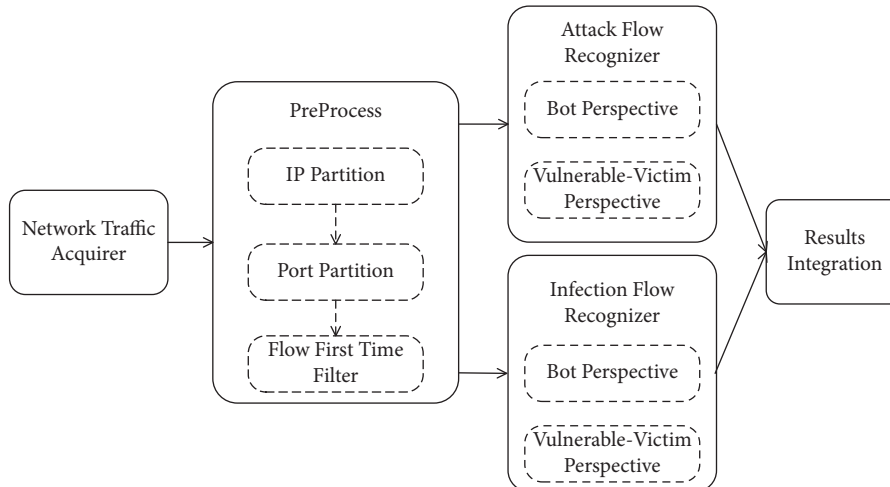 Network Traffic
Acquirer
PreProcess
IP Partition
Port Partition
Flow First Time
Filter
Attack Flow
Recognizer
Bot Perspective
Vulnerable-Victim
Perspective
Infection Flow
Recognizer
Bot Perspective
Vulnerable-Victim
Perspective
Results
Integration